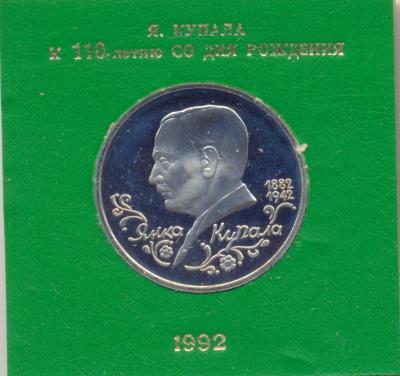 Я. КУПАЛА
К 110-летию СО ДНЯ РОЖДЕНИЯ
1882
1942
Янка Купала
1992